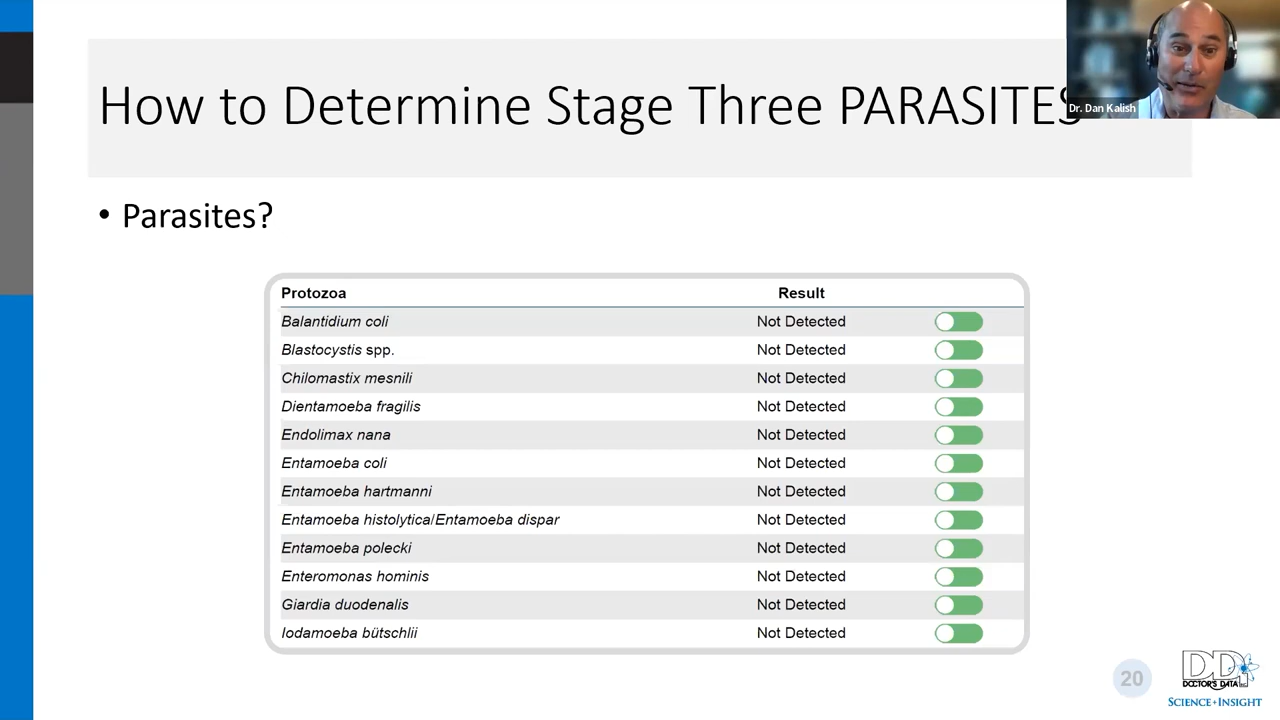 How to Determine Stage Three PARASITES
Dr. Dan Kalish
• Parasites?
Protozoa Result
Balantidium coli Not Detected
Blastocystis spp. Not Detected
Chilomastix mesnili Not Detected
Dientamoeba fragilis Not Detected
Endolimax nana Not Detected
Entamoeba coli Not Detected
Entamoeba hartmanni Not Detected
Entamoeba histolytica/Entamoeba dispar Not Detected
Entamoeba polecki Not Detected
Enteromonas hominis Not Detected
Giardia duodenalis Not Detected
Iodamoeba bütschlii Not Detected
20
DDI
DOCTOR'S DATA
SCIENCE + INSIGHT